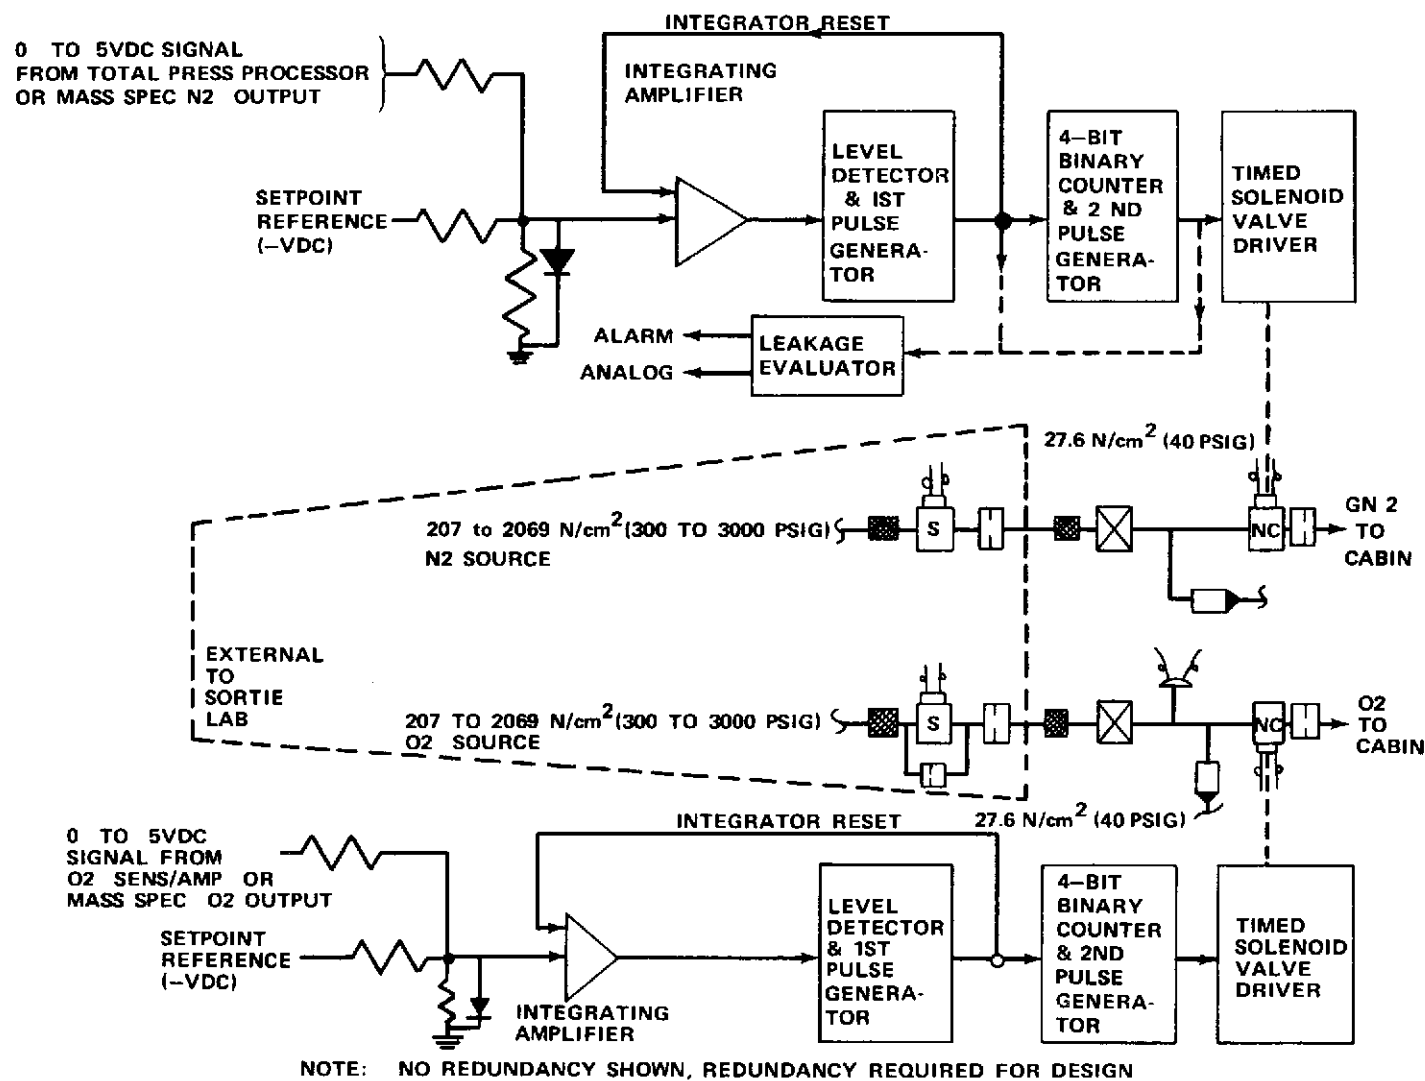 INTEGRATOR RESET
0 TO 5VDC SIGNAL
FROM TOTAL PRESS PROCESSOR
OR MASS SPEC N2 OUTPUT
INTEGRATING
AMPLIFIER
SETPOINT
REFERENCE
(−VDC)
LEVEL
DETECTOR
& IST
PULSE
GENERA-
TOR
4−BIT
BINARY
COUNTER
& 2 ND
PULSE
GENERA-
TOR
TIMED
SOLENOID
VALVE
DRIVER
ALARM
ANALOG
LEAKAGE
EVALUATOR
27.6 N/cm2 (40 PSIG)
207 to 2069 N/cm2(300 TO 3000 PSIG)
N2 SOURCE
S
NC
GN 2
TO
CABIN
EXTERNAL
TO
SORTIE
LAB
207 TO 2069 N/cm2(300 TO 3000 PSIG)
O2 SOURCE
S
NC
O2
TO
CABIN
27.6 N/cm2 (40 PSIG)
INTEGRATOR RESET
0 TO 5VDC
SIGNAL FROM
O2 SENS/AMP OR
MASS SPEC O2 OUTPUT
SETPOINT
REFERENCE
(−VDC)
INTEGRATING
AMPLIFIER
LEVEL
DETECTOR
& 1ST
PULSE
GENERA-
TOR
4−BIT
BINARY
COUNTER
& 2ND
PULSE
GENERA-
TOR
TIMED
SOLENOID
VALVE
DRIVER
NOTE: NO REDUNDANCY SHOWN, REDUNDANCY REQUIRED FOR DESIGN